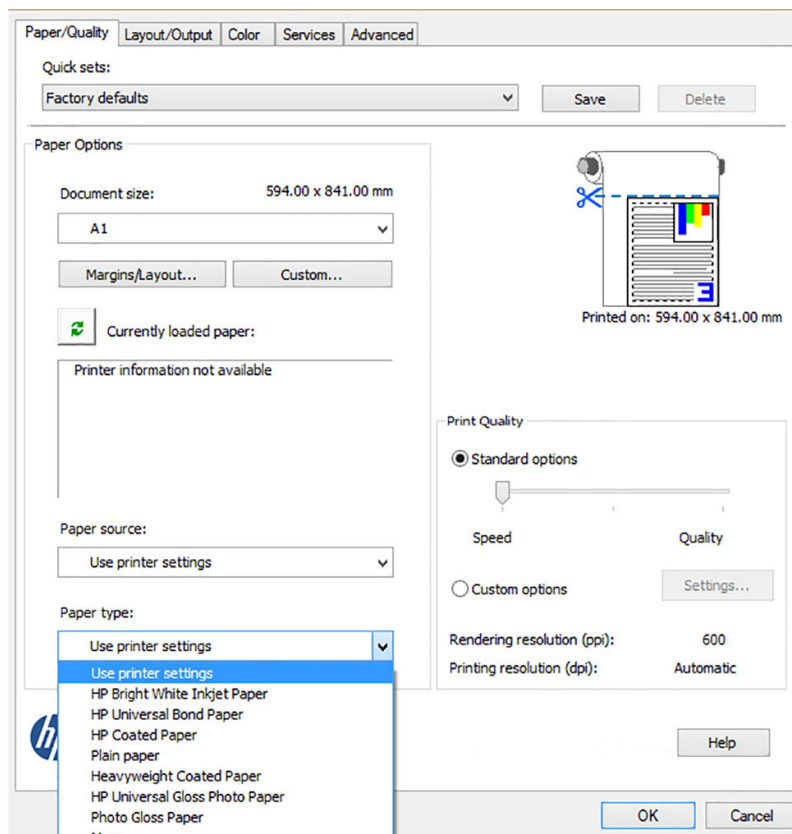 Paper/Quality Layout/Output Color Services Advanced
Quick sets:
Factory defaults
Save
Delete
Paper Options
Document size: 594.00 x 841.00 mm
A1
Margins/Layout...
Custom...
Currently loaded paper:
Printer information not available
Paper source:
Use printer settings
Paper type:
Use printer settings
Use printer settings
HP Bright White Inkjet Paper
HP Universal Bond Paper
HP Coated Paper
Plain paper
Heavyweight Coated Paper
HP Universal Gloss Photo Paper
Photo Gloss Paper
Printed on: 594.00 x 841.00 mm
Print Quality
Standard options
Speed Quality
Custom options
Settings...
Rendering resolution (ppi): 600
Printing resolution (dpi): Automatic
hp
Help
OK
Cancel